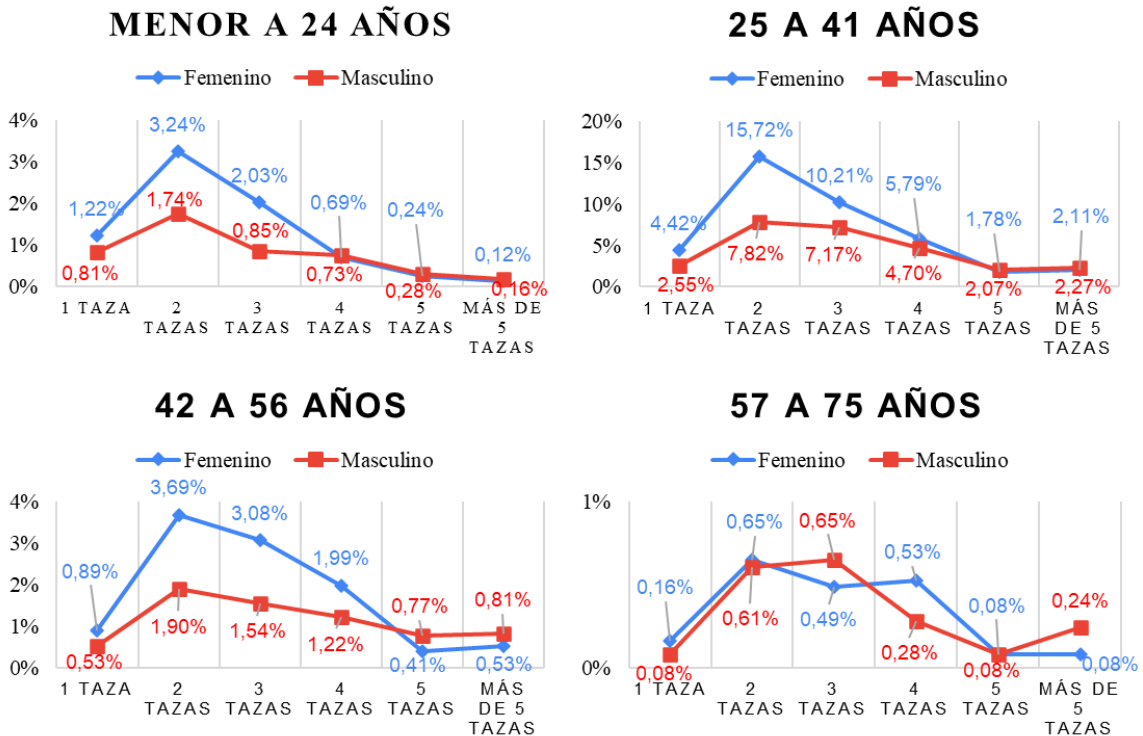 MENOR A 24 AÑOS
Femenino Masculino
4%
3%
2%
1%
0%
1,22%
3,24%
2,03%
0,69%
0,24%
0,12%
0,81%
1,74%
0,85%
0,73%
0,28%
0,16%
1 TAZA
2 TAZAS
3 TAZAS
4 TAZAS
5 TAZAS
MÁS DE 5 TAZAS
25 A 41 AÑOS
Femenino Masculino
20%
15%
10%
5%
0%
4,42%
15,72%
10,21%
5,79%
1,78%
2,11%
2,55%
7,82%
7,17%
4,70%
2,07%
2,27%
1 TAZA
2 TAZAS
3 TAZAS
4 TAZAS
5 TAZAS
MÁS DE 5 TAZAS
42 A 56 AÑOS
Femenino Masculino
4%
3%
2%
1%
0%
0,89%
3,69%
3,08%
1,99%
0,41%
0,53%
0,53%
1,90%
1,54%
1,22%
0,77%
0,81%
1 TAZA
2 TAZAS
3 TAZAS
4 TAZAS
5 TAZAS
MÁS DE 5 TAZAS
57 A 75 AÑOS
Femenino Masculino
1%
0%
0,16%
0,65%
0,49%
0,53%
0,08%
0,08%
0,08%
0,61%
0,65%
0,28%
0,08%
0,24%
1 TAZA
2 TAZAS
3 TAZAS
4 TAZAS
5 TAZAS
MÁS DE 5 TAZAS